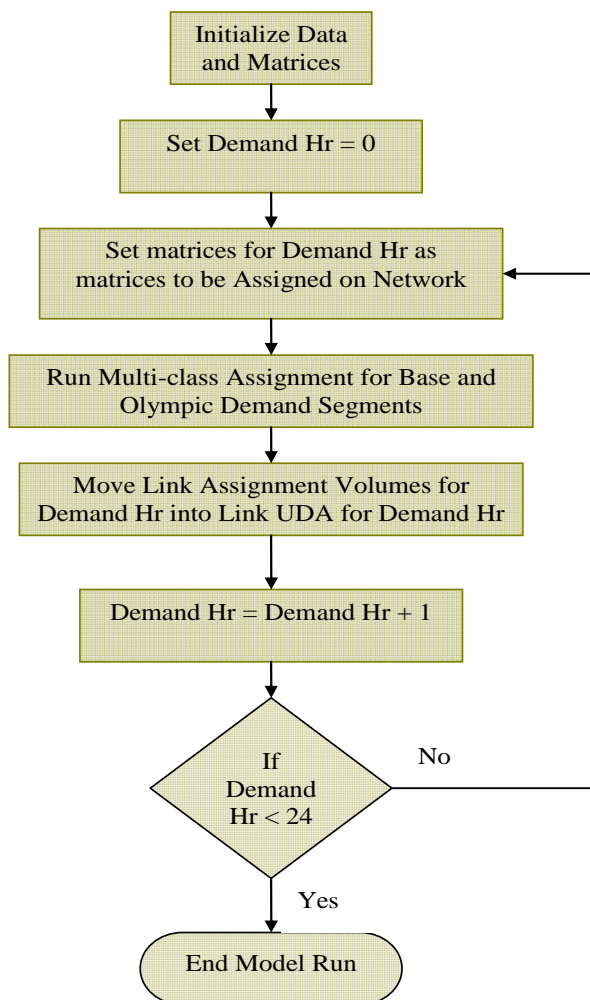 Initialize Data
and Matrices
Set Demand Hr = 0
Set matrices for Demand Hr as
matrices to be Assigned on Network
Run Multi-class Assignment for Base and
Olympic Demand Segments
Move Link Assignment Volumes for
Demand Hr into Link UDA for Demand Hr
Demand Hr = Demand Hr + 1
If
Demand
Hr < 24
No
Yes
End Model Run